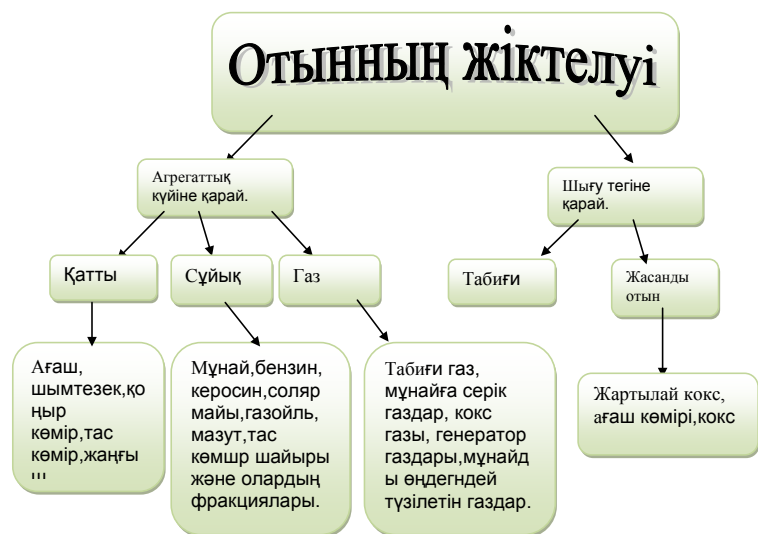 Отынның жіктелуі
Агрегаттық
күйіне қарай.
Шығу тегіне
қарай.
Қатты
Сұйық
Газ
Табиғи
Жасанды
отын
Ағаш,
шымтезек,қо
ңыр
көмір,тас
көмір,жаңғы
ш
Мұнай,бензин,
керосин,соляр
майы,газойль,
мазут,тас
көмшр шайыры
және олардың
фракциялары.
Табиғи газ,
мұнайға серік
газдар, кокс
газы, генератор
газдары,мұнайд
ы өңдегндей
түзілетін газдар.
Жартылай кокс,
ағаш көмірі,кокс